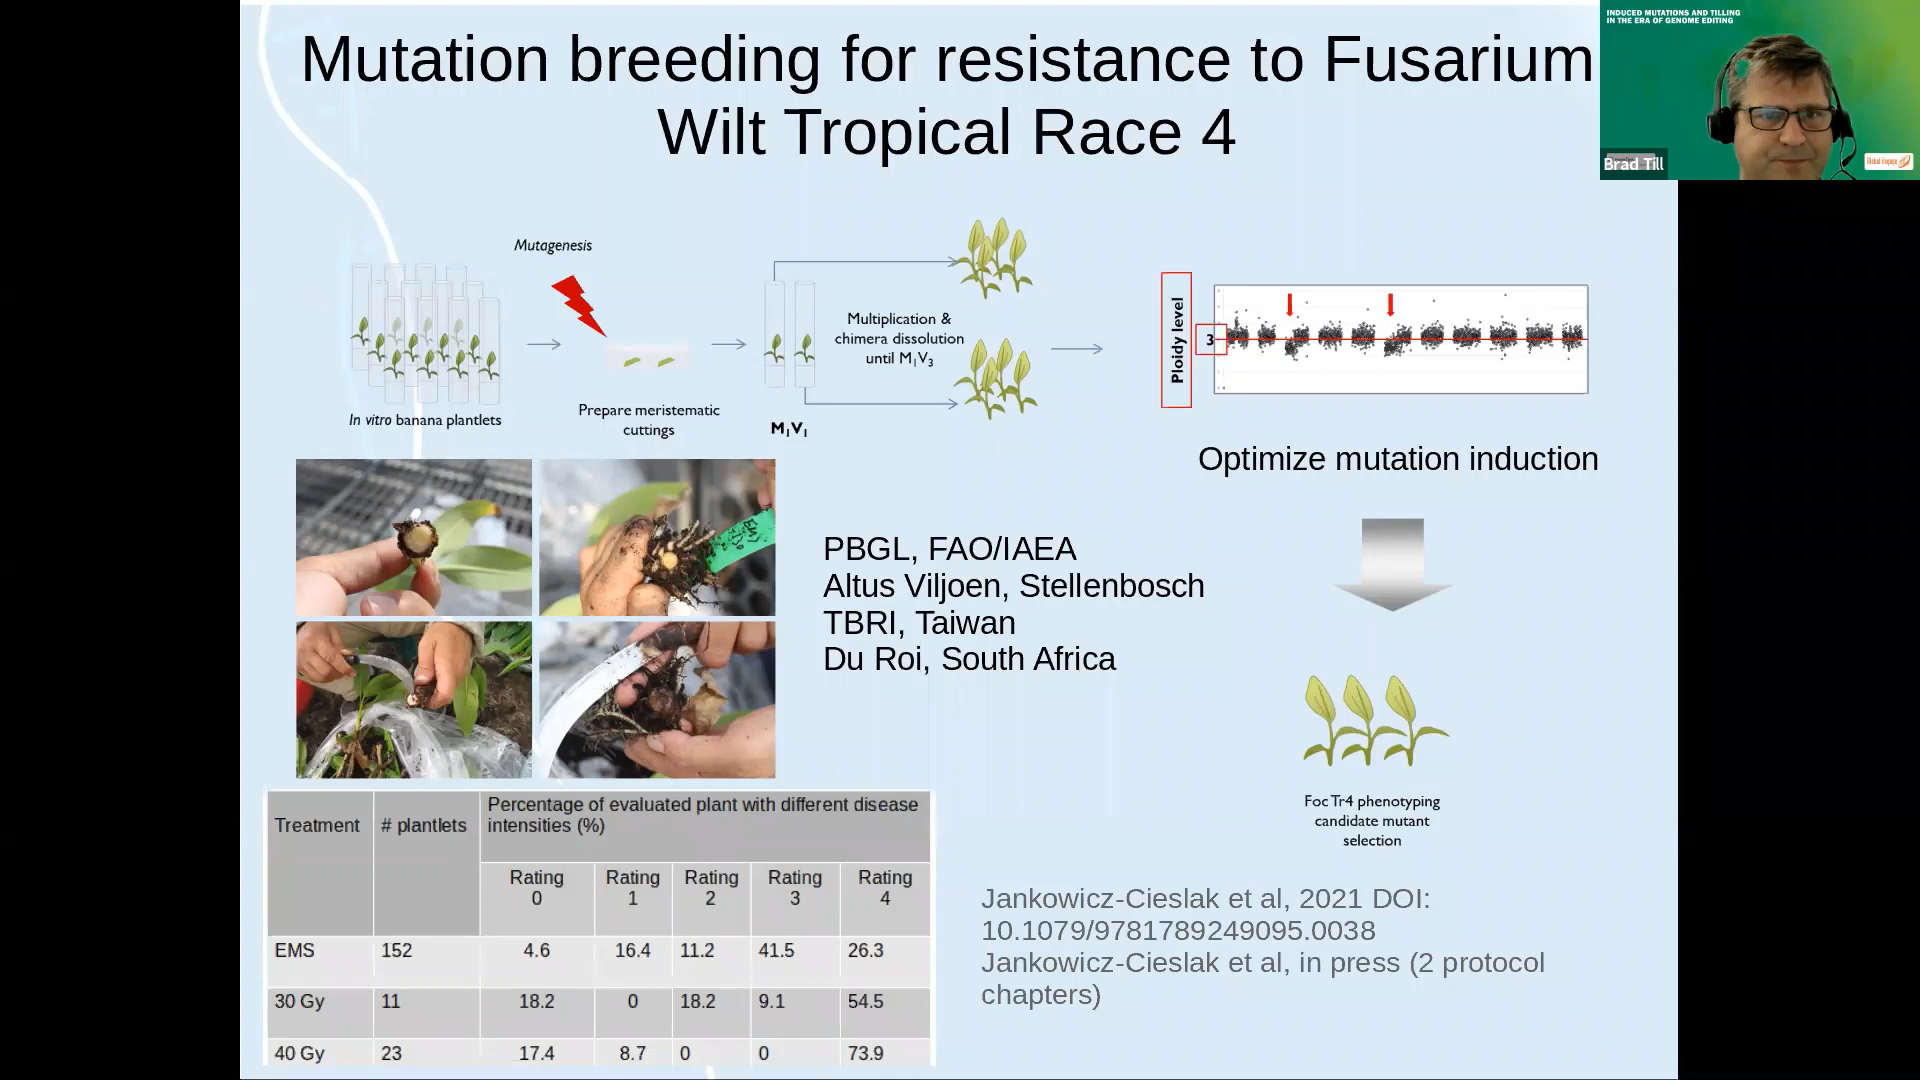 Mutation breeding for resistance to Fusarium
Wilt Tropical Race 4
INDUCED MUTATIONS AND TILLING
IN THE ERA OF GENOME EDITING
Brad Till
Global Engage
Mutagenesis
In vitro banana plantlets
Prepare meristematic
cuttings
M1V1
Multiplication &
chimera dissolution
until M1V3
Ploidy level
3
Optimize mutation induction
PBGL, FAO/IAEA
Altus Viljoen, Stellenbosch
TBRI, Taiwan
Du Roi, South Africa
Foc Tr4 phenotyping
candidate mutant
selection
Treatment # plantlets Percentage of evaluated plant with different disease
intensities (%)
Rating 0 Rating 1 Rating 2 Rating 3 Rating 4
EMS 152 4.6 16.4 11.2 41.5 26.3
30 Gy 11 18.2 0 18.2 9.1 54.5
40 Gy 23 17.4 8.7 0 0 73.9
Jankowicz-Cieslak et al, 2021 DOI:
10.1079/9781789249095.0038
Jankowicz-Cieslak et al, in press (2 protocol
chapters)